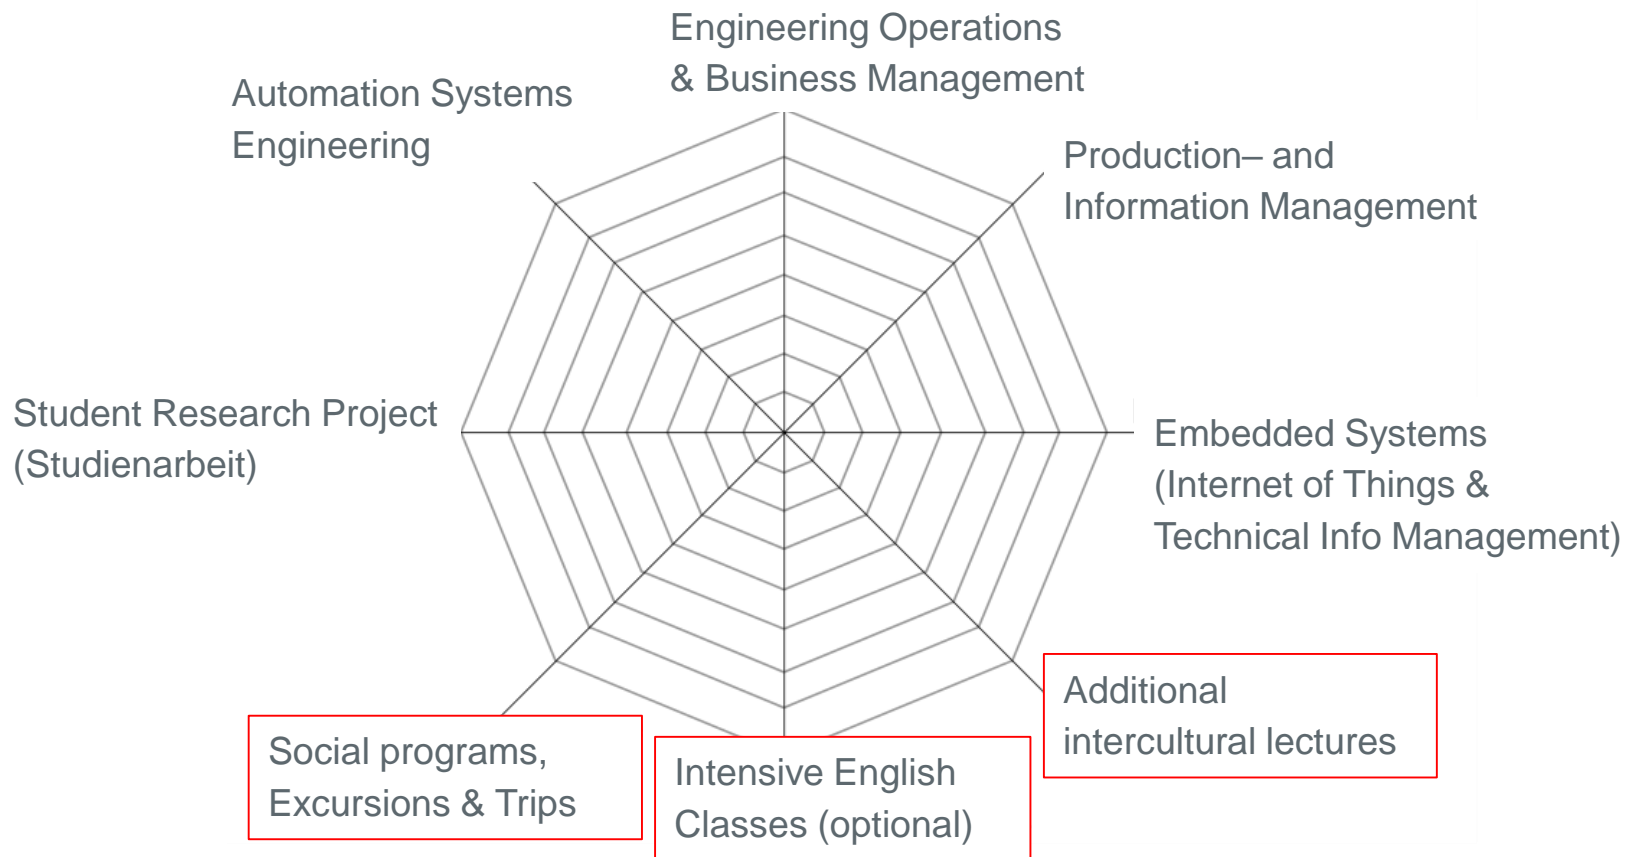 Engineering Operations
& Business Management
Automation Systems
Engineering
Production– and
Information Management
Student Research Project
(Studienarbeit)
Embedded Systems
(Internet of Things &
Technical Info Management)
Additional
intercultural lectures
Social programs,
Excursions & Trips
Intensive English
Classes (optional)